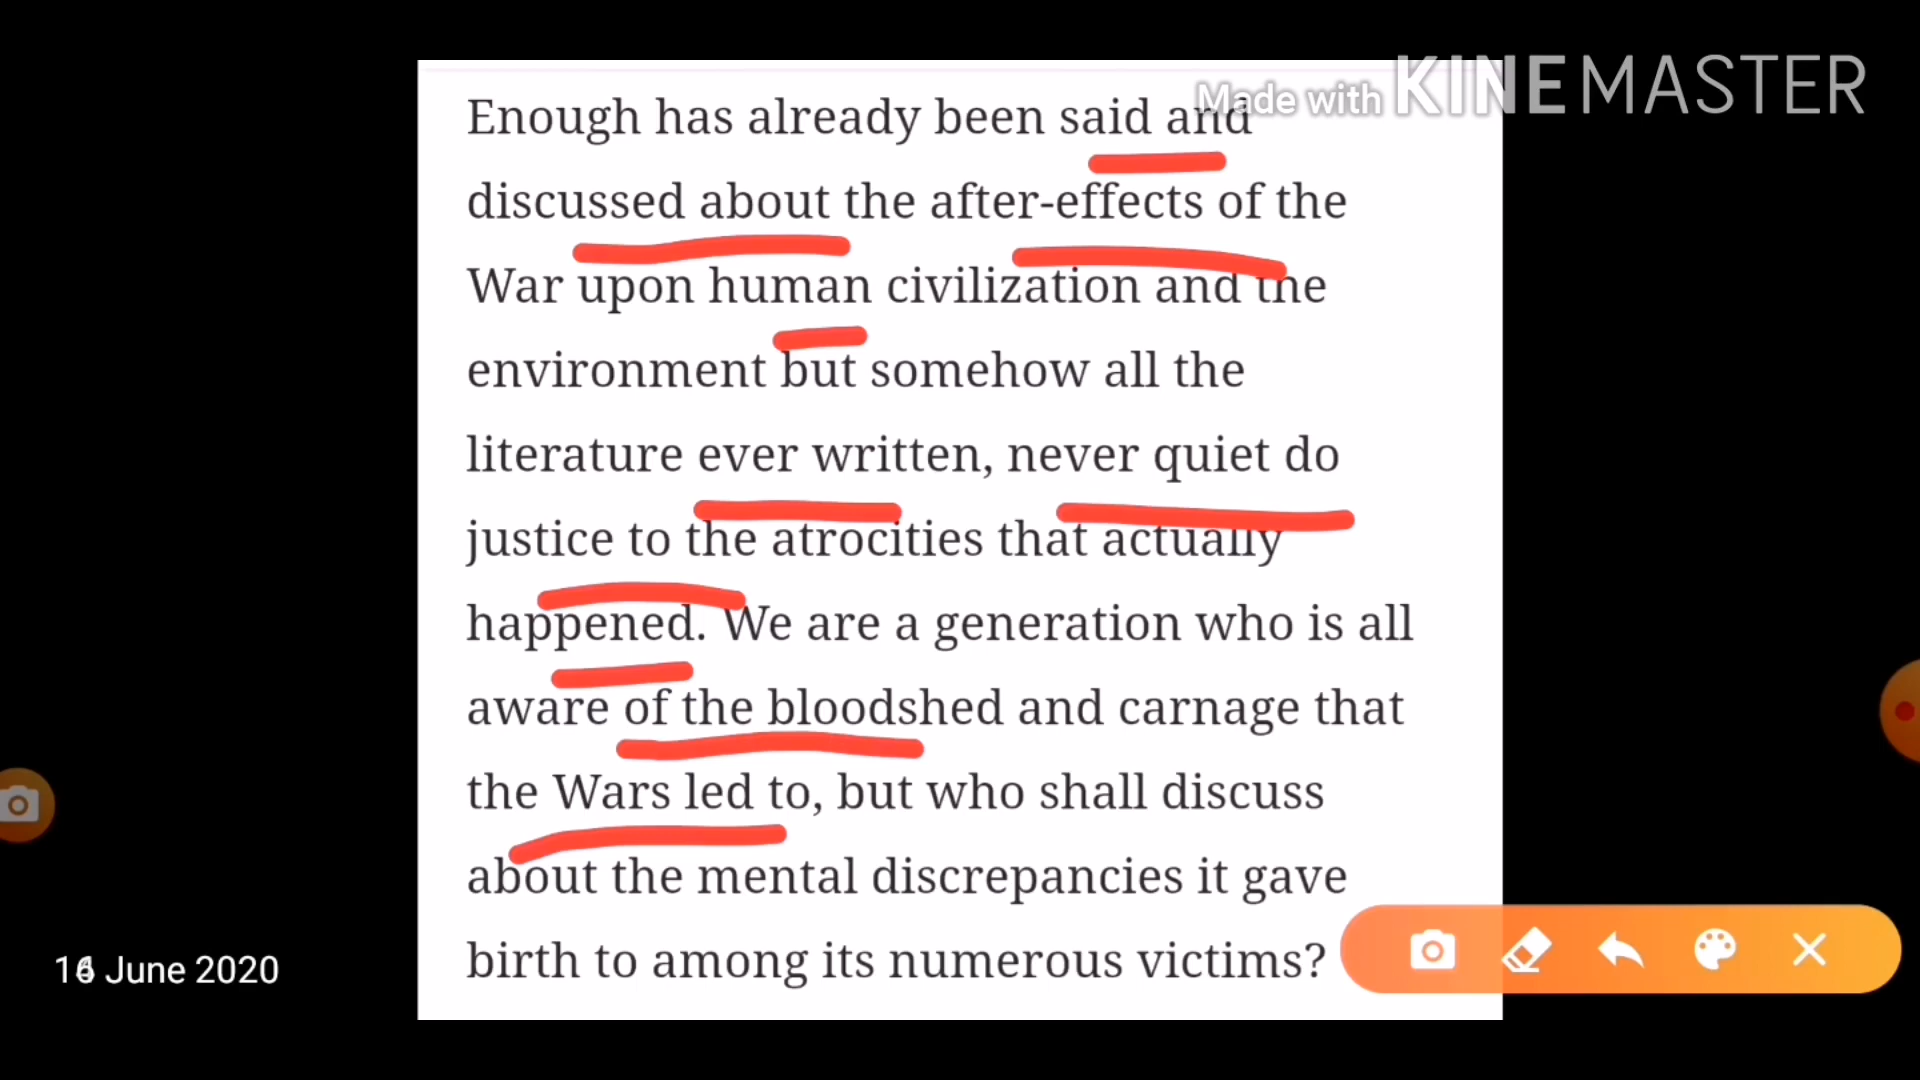 Made with KINEMASTER
Enough has already been said and
discussed about the after-effects of the
War upon human civilization and the
environment but somehow all the
literature ever written, never quiet do
justice to the atrocities that actually
happened. We are a generation who is all
aware of the bloodshed and carnage that
the Wars led to, but who shall discuss
about the mental discrepancies it gave
birth to among its numerous victims?
June 2020